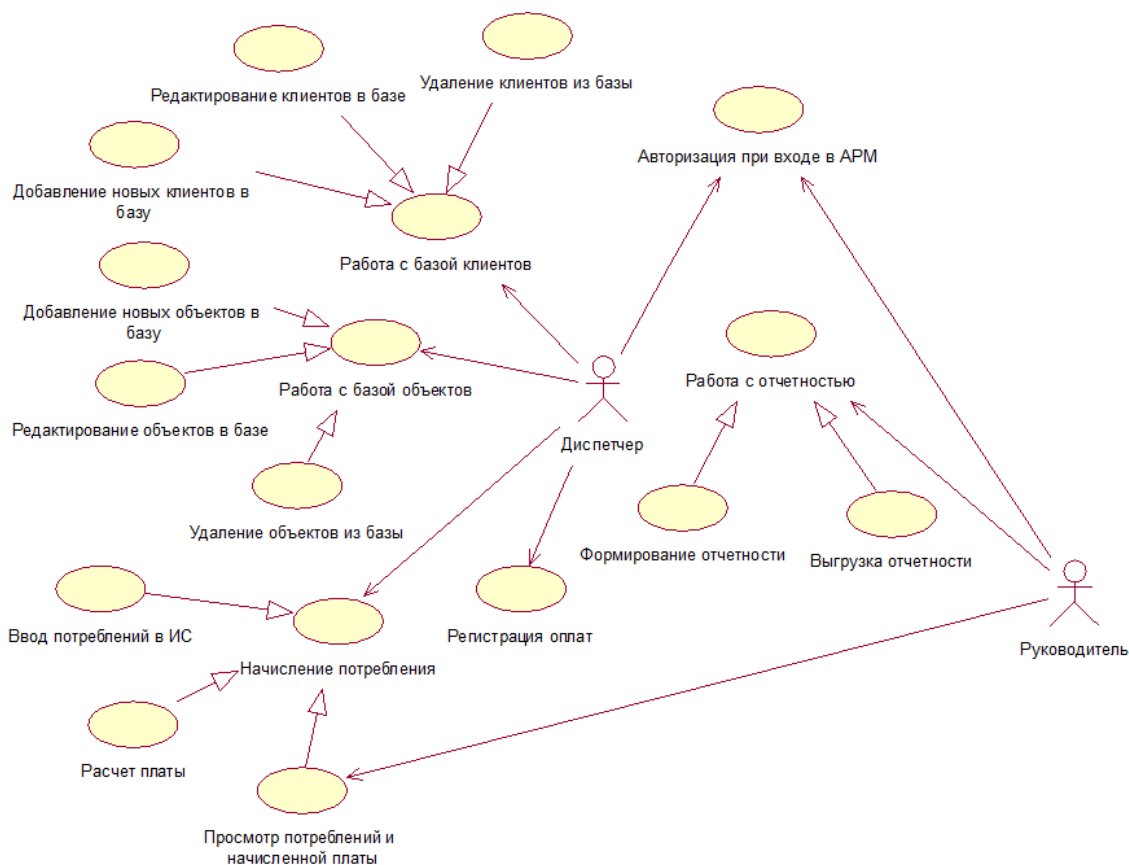 Редактирование клиентов в базе
Удаление клиентов из базы
Авторизация при входе в АРМ
Добавление новых клиентов в
базу
Работа с базой клиентов
Добавление новых объектов в
базу
Работа с базой объектов
Работа с отчетностью
Редактирование объектов в базе
Диспетчер
Удаление объектов из базы
Формирование отчетности
Выгрузка отчетности
Ввод потреблений в ИС
Регистрация оплат
Руководитель
Начисление потребления
Расчет платы
Просмотр потреблений и
начисленной платы